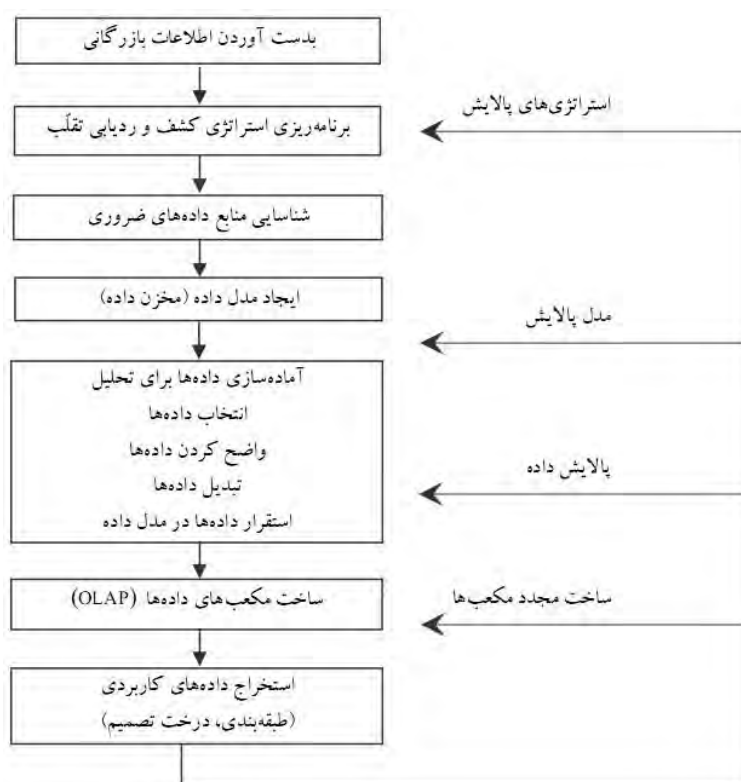 بدست آوردن اطلاعات بازرگانی
استراتژی‌های پالایش
برنامه‌ریزی استراتژی کشف و ردیابی تقلّب
شناسایی منابع داده‌های ضروری
ایجاد مدل داده (مخزن داده)
مدل پالایش
آماده‌سازی داده‌ها برای تحلیل
انتخاب داده‌ها
واضح کردن داده‌ها
پالایش داده
تبدیل داده‌ها
استقرار داده‌ها در مدل داده
ساخت مکعب‌های داده‌ها (OLAP)
ساخت مجدد مکعب‌ها
استخراج داده‌های کاربردی
(طبقه‌بندی، درخت تصمیم)